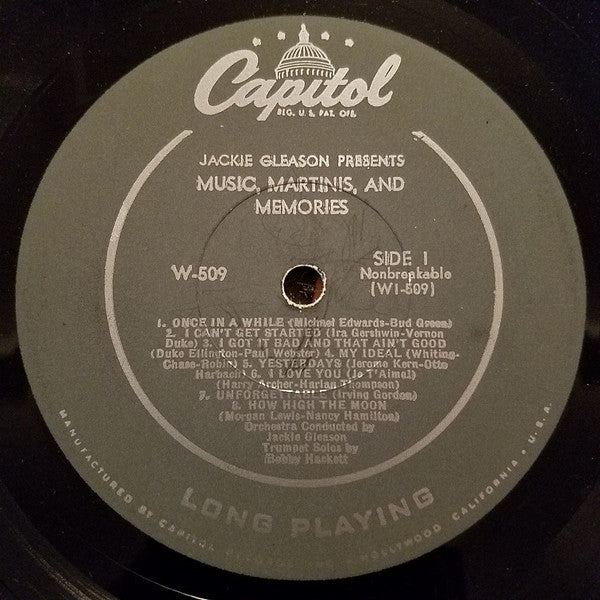 Capitol
REG. U.S. PAT. OFF.
JACKIE GLEASON PRESENTS
MUSIC, MARTINIS, AND
MEMORIES
W-509
SIDE 1
Nonbreakable
(W1-509)
1. ONCE IN A WHILE (Michael Edwards-Bud Green)
2. I CAN'T GET STARTED (Ira Gershwin-Vernon
Duke) 3. I GOT IT BAD AND THAT AIN'T GOOD
(Duke Ellington-Paul Webster) 4. MY IDEAL (Whiting-
Chase-Robin) 5. YESTERDAYS (Jerome Kern-Otto
Harbach) 6. I LOVE YOU (Je T'Aime)
(Harry Archer-Harlan Thompson)
7. UNFORGETTABLE (Irving Gordon)
8. HOW HIGH THE MOON
(Morgan Lewis-Nancy Hamilton)
Orchestra Conducted by
Jackie Gleason
Trumpet Solos by
Bobby Hackett
LONG PLAYING
MANUFACTURED BY CAPITOL RECORDS, INC., HOLLYWOOD, CALIFORNIA, U.S.A.